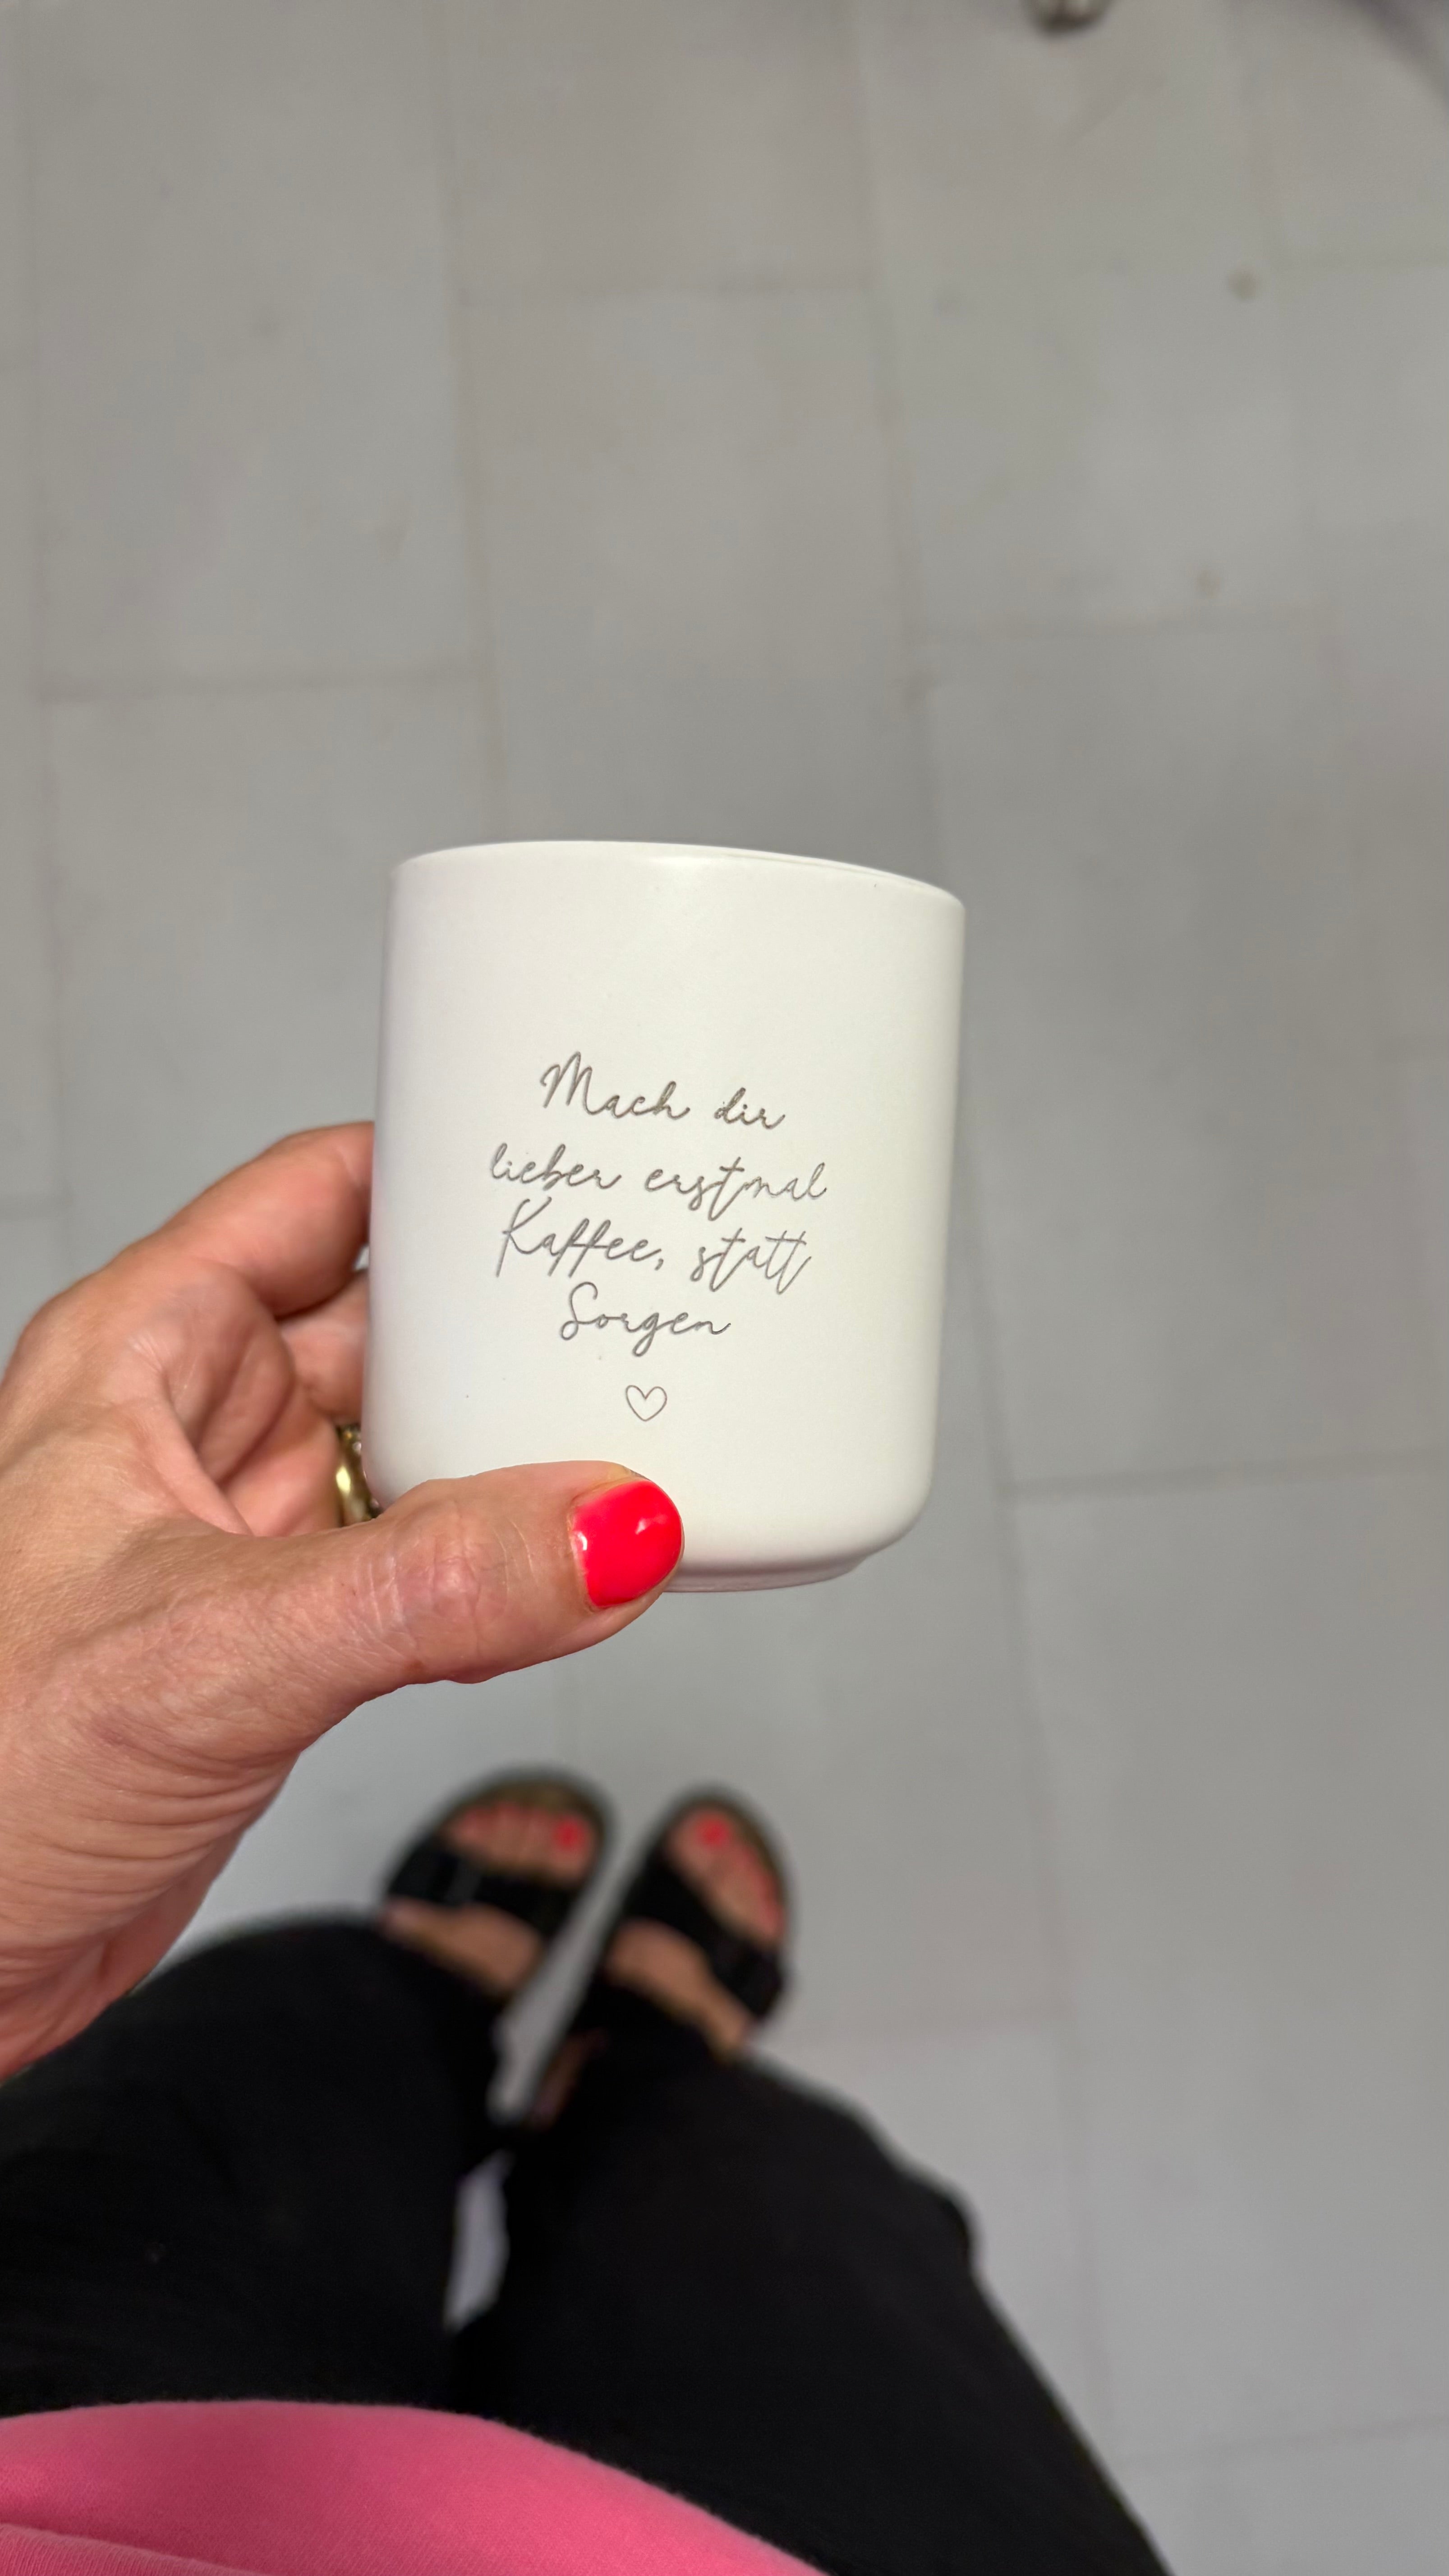 Mach dir
lieber erstmal
Kaffee, statt
Sorgen